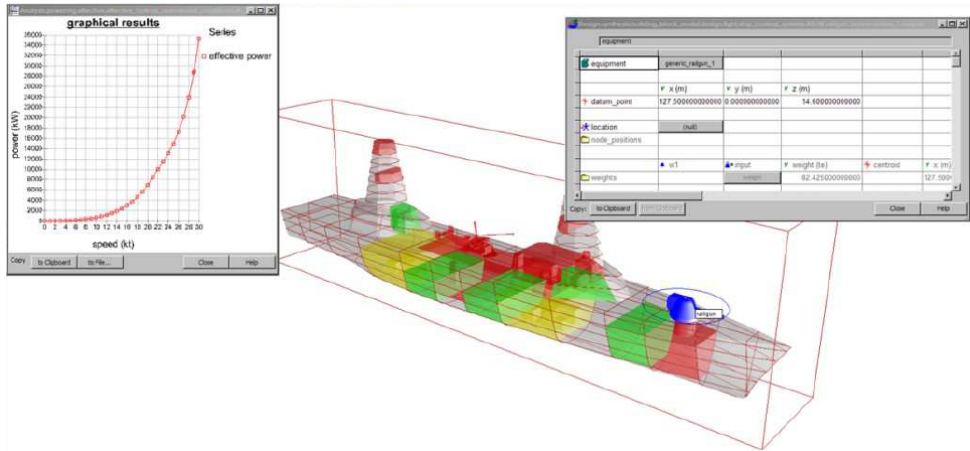 graphical results
Series
effective power
power (kW)
36000
34000
32000
30000
28000
26000
24000
22000
20000
18000
16000
14000
12000
10000
8000
6000
4000
2000
0
0 2 4 6 8 10 12 14 16 18 20 22 24 26 28 30
speed (kt)
Copy to Clipboard to File... Close Help
equipment
equipment generic_railgun_1
x (m) y (m) z (m)
datum_point 127.500000000000 0.000000000000 14.600000000000
location (null)
node_positions
w1 input weight (te) centroid x (m)
weights weight 82.425000000000
Copy: to Clipboard Close Help
railgun